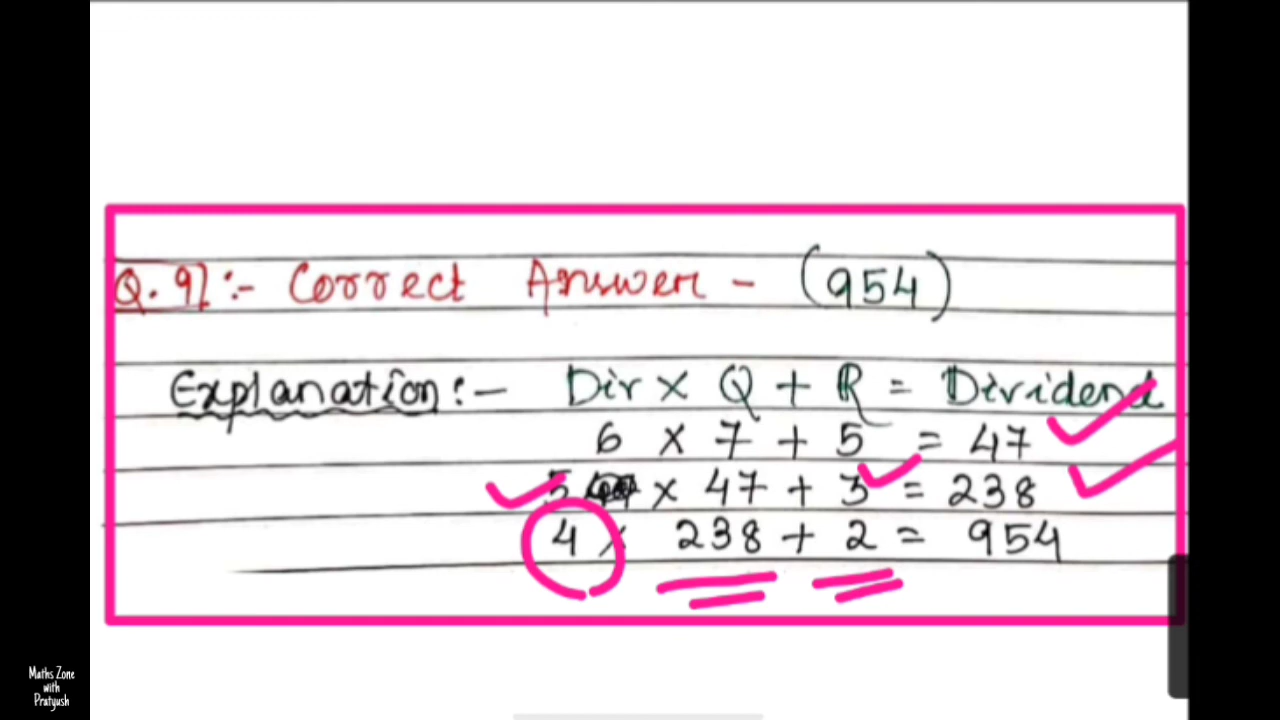 Q.9]:- Correct Answer - (954)
Explanation:- Div × Q + R = Dividend
6 × 7 + 5 = 47
5 × 47 + 3 = 238
4 × 238 + 2 = 954
Maths Zone
with
Pratyush